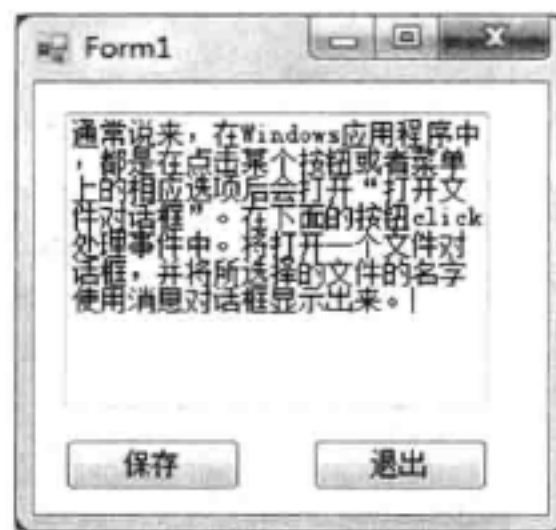 Form1
通常说来，在Windows应用程序中
，都是在点击某个按钮或者菜单
上的相应选项后会打开“打开文
件对话框”。在下面的按钮click
处理事件中。将打开一个文件对
话框，并将所选择的文件的名字
使用消息对话框显示出来。
保存
退出